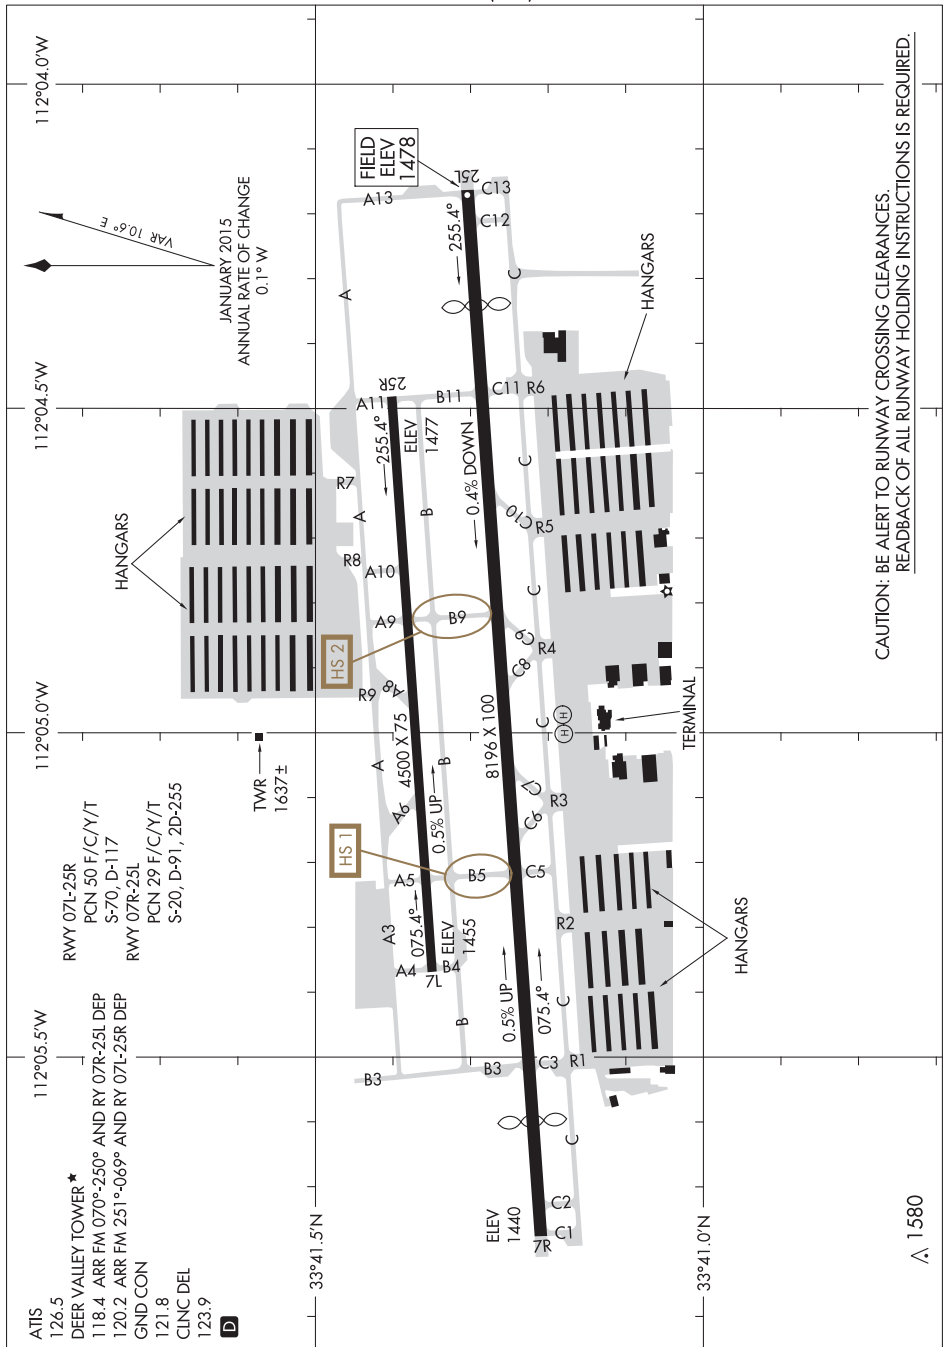 ATIS
126.5
DEER VALLEY TOWER★
118.4 ARR FM 070°-250° AND RY 07R-25L DEP
120.2 ARR FM 251°-069° AND RY 07L-25R DEP
GND CON
121.8
CLNC DEL
123.9
D
RWY 07L-25R
PCN 50 F/C/Y/T
S-70, D-117
RWY 07R-25L
PCN 29 F/C/Y/T
S-20, D-91, 2D-255
112°05.5'W
112°05.0'W
112°04.5'W
112°04.0'W
VAR 10.6° E
JANUARY 2015
ANNUAL RATE OF CHANGE
0.1° W
TWR
1637±
HANGARS
FIELD
ELEV
1478
33°41.5'N
33°41.0'N
HS 1
HS 2
B3
A4
A3
A5
A6
A
R9
A8
A9
A10
R8
A
R7
A11
A
A13
7L
075.4°
4500 X 75
0.5% UP
255.4°
25R
ELEV
1455
ELEV
1477
B
B3
B4
B5
B
B9
B
B11
ELEV
1440
7R
0.5% UP
075.4°
8196 X 100
0.4% DOWN
255.4°
25L
C1
C2
C
C3
R1
C
R2
C5
C6
C7
R3
C
C8
C9
R4
C
C10
R5
C
C11
R6
C
C12
C13
H
H
TERMINAL
HANGARS
HANGARS
1580
CAUTION: BE ALERT TO RUNWAY CROSSING CLEARANCES.
READBACK OF ALL RUNWAY HOLDING INSTRUCTIONS IS REQUIRED.